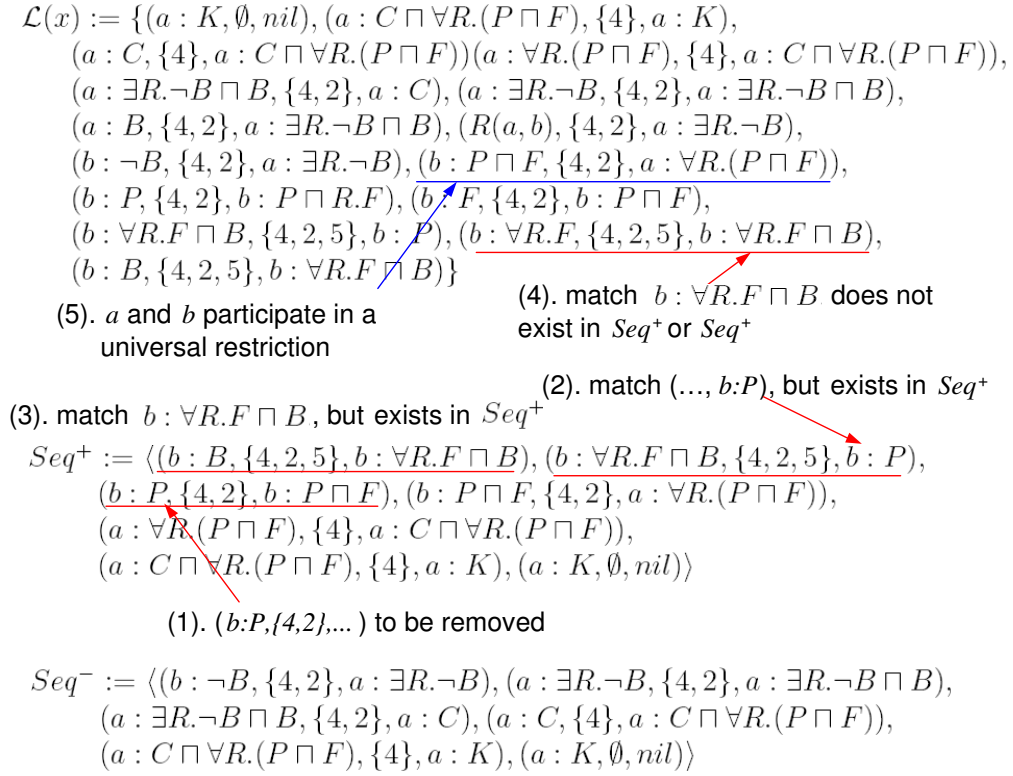 ℒ(x) := {(a : K, ∅, nil), (a : C ⊓ ∀R.(P ⊓ F), {4}, a : K),
(a : C, {4}, a : C ⊓ ∀R.(P ⊓ F))(a : ∀R.(P ⊓ F), {4}, a : C ⊓ ∀R.(P ⊓ F)),
(a : ∃R.¬B ⊓ B, {4, 2}, a : C), (a : ∃R.¬B, {4, 2}, a : ∃R.¬B ⊓ B),
(a : B, {4, 2}, a : ∃R.¬B ⊓ B), (R(a, b), {4, 2}, a : ∃R.¬B),
(b : ¬B, {4, 2}, a : ∃R.¬B), (b : P ⊓ F, {4, 2}, a : ∀R.(P ⊓ F)),
(b : P, {4, 2}, b : P ⊓ R.F), (b : F, {4, 2}, b : P ⊓ F),
(b : ∀R.F ⊓ B, {4, 2, 5}, b : P), (b : ∀R.F, {4, 2, 5}, b : ∀R.F ⊓ B),
(b : B, {4, 2, 5}, b : ∀R.F ⊓ B)}
(5). a and b participate in a
universal restriction
(4). match b : ∀R.F ⊓ B does not
exist in Seq⁺ or Seq⁺
(2). match (…, b:P), but exists in Seq⁺
(3). match b : ∀R.F ⊓ B, but exists in Seq⁺
Seq⁺ := ⟨(b : B, {4, 2, 5}, b : ∀R.F ⊓ B), (b : ∀R.F ⊓ B, {4, 2, 5}, b : P),
(b : P, {4, 2}, b : P ⊓ F), (b : P ⊓ F, {4, 2}, a : ∀R.(P ⊓ F)),
(a : ∀R.(P ⊓ F), {4}, a : C ⊓ ∀R.(P ⊓ F)),
(a : C ⊓ ∀R.(P ⊓ F), {4}, a : K), (a : K, ∅, nil)⟩
(1). (b:P,{4,2},... ) to be removed
Seq⁻ := ⟨(b : ¬B, {4, 2}, a : ∃R.¬B), (a : ∃R.¬B, {4, 2}, a : ∃R.¬B ⊓ B),
(a : ∃R.¬B ⊓ B, {4, 2}, a : C), (a : C, {4}, a : C ⊓ ∀R.(P ⊓ F)),
(a : C ⊓ ∀R.(P ⊓ F), {4}, a : K), (a : K, ∅, nil)⟩